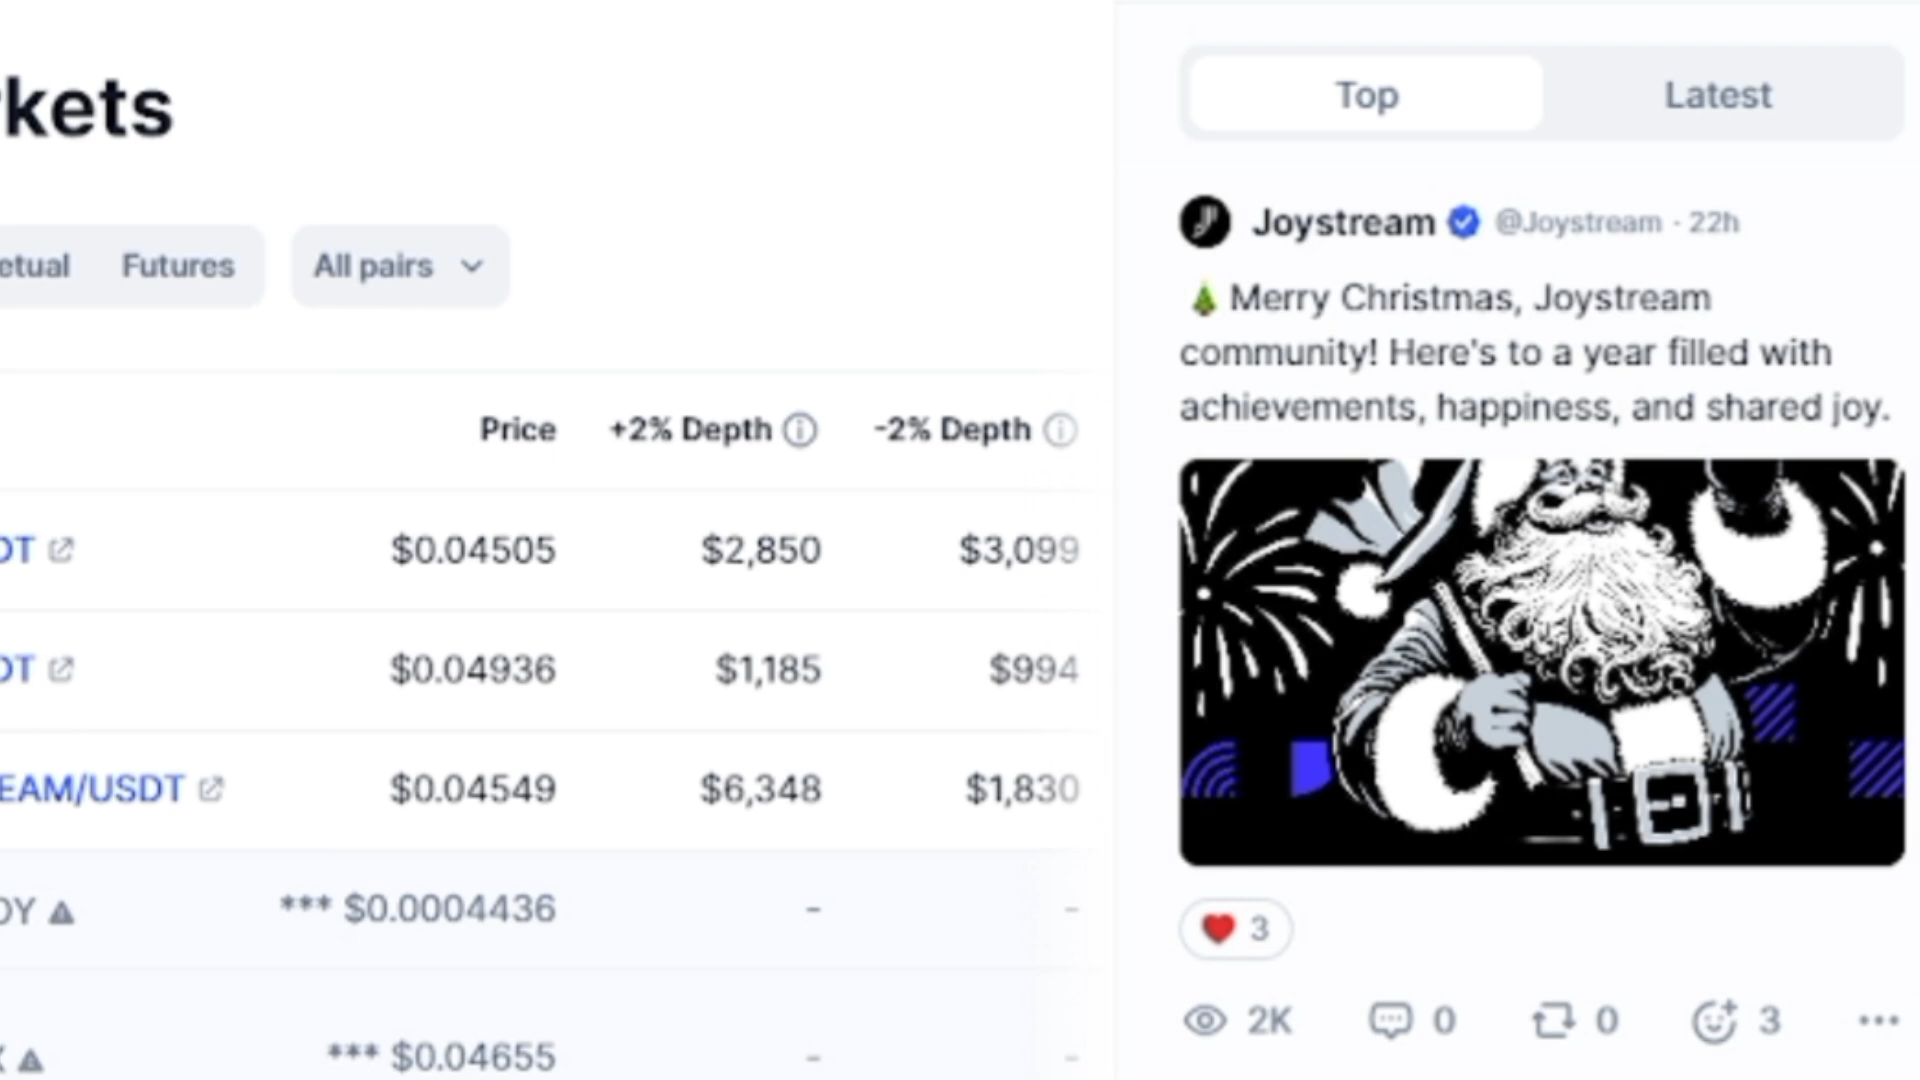 kets
etual Futures All pairs
Price +2% Depth -2% Depth
DT $0.04505 $2,850 $3,099
DT $0.04936 $1,185 $994
EAM/USDT $0.04549 $6,348 $1,830
OY *** $0.0004436 - -
*** $0.04655 - -
Top Latest
Joystream @Joystream · 22h
🎄 Merry Christmas, Joystream
community! Here's to a year filled with
achievements, happiness, and shared joy.
❤️ 3
2K 0 0 3 ...